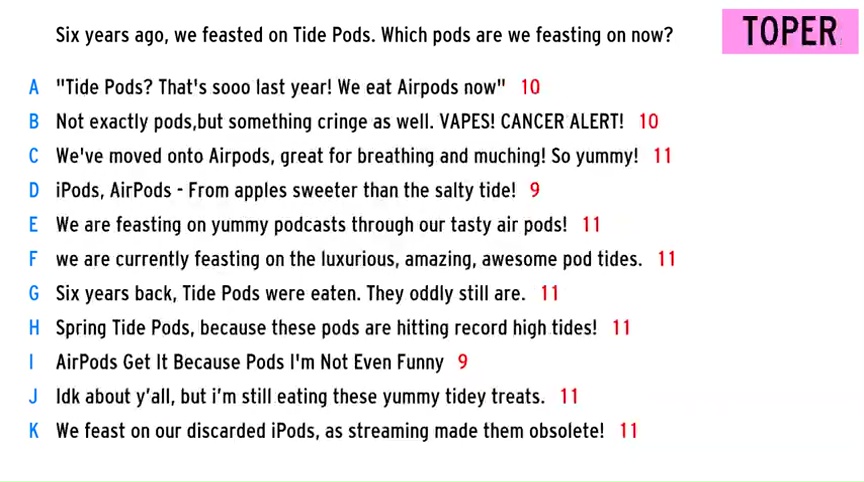 Six years ago, we feasted on Tide Pods. Which pods are we feasting on now?
TOPER
A "Tide Pods? That's sooo last year! We eat Airpods now" 10
B Not exactly pods,but something cringe as well. VAPES! CANCER ALERT! 10
C We've moved onto Airpods, great for breathing and muching! So yummy! 11
D iPods, AirPods - From apples sweeter than the salty tide! 9
E We are feasting on yummy podcasts through our tasty air pods! 11
F we are currently feasting on the luxurious, amazing, awesome pod tides. 11
G Six years back, Tide Pods were eaten. They oddly still are. 11
H Spring Tide Pods, because these pods are hitting record high tides! 11
I AirPods Get It Because Pods I'm Not Even Funny 9
J Idk about y’all, but i’m still eating these yummy tidey treats. 11
K We feast on our discarded iPods, as streaming made them obsolete! 11